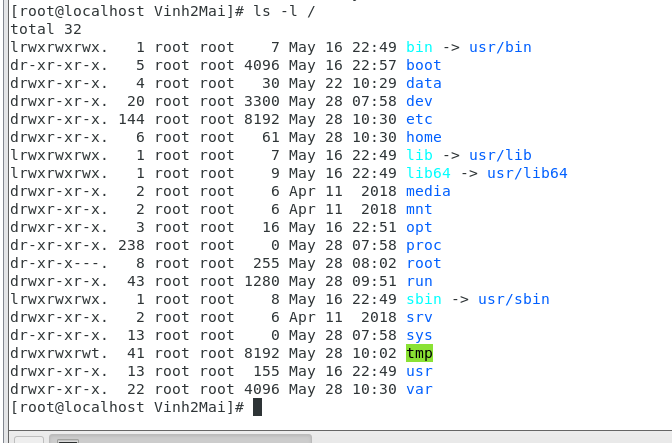 [root@localhost Vinh2Mai]# ls -l /
total 32
lrwxrwxrwx.   1 root root    7 May 16 22:49 bin -> usr/bin
dr-xr-xr-x.   5 root root 4096 May 16 22:57 boot
drwxr-xr-x.   4 root root   30 May 22 10:29 data
drwxr-xr-x.  20 root root 3300 May 28 07:58 dev
drwxr-xr-x. 144 root root 8192 May 28 10:30 etc
drwxr-xr-x.   6 root root   61 May 28 10:30 home
lrwxrwxrwx.   1 root root    7 May 16 22:49 lib -> usr/lib
lrwxrwxrwx.   1 root root    9 May 16 22:49 lib64 -> usr/lib64
drwxr-xr-x.   2 root root    6 Apr 11  2018 media
drwxr-xr-x.   2 root root    6 Apr 11  2018 mnt
drwxr-xr-x.   3 root root   16 May 16 22:51 opt
dr-xr-xr-x. 238 root root    0 May 28 07:58 proc
dr-xr-x---.   8 root root  255 May 28 08:02 root
drwxr-xr-x.  43 root root 1280 May 28 09:51 run
lrwxrwxrwx.   1 root root    8 May 16 22:49 sbin -> usr/sbin
drwxr-xr-x.   2 root root    6 Apr 11  2018 srv
dr-xr-xr-x.  13 root root    0 May 28 07:58 sys
drwxrwxrwt.  41 root root 8192 May 28 10:02 tmp
drwxr-xr-x.  13 root root  155 May 16 22:49 usr
drwxr-xr-x.  22 root root 4096 May 28 10:30 var
[root@localhost Vinh2Mai]#